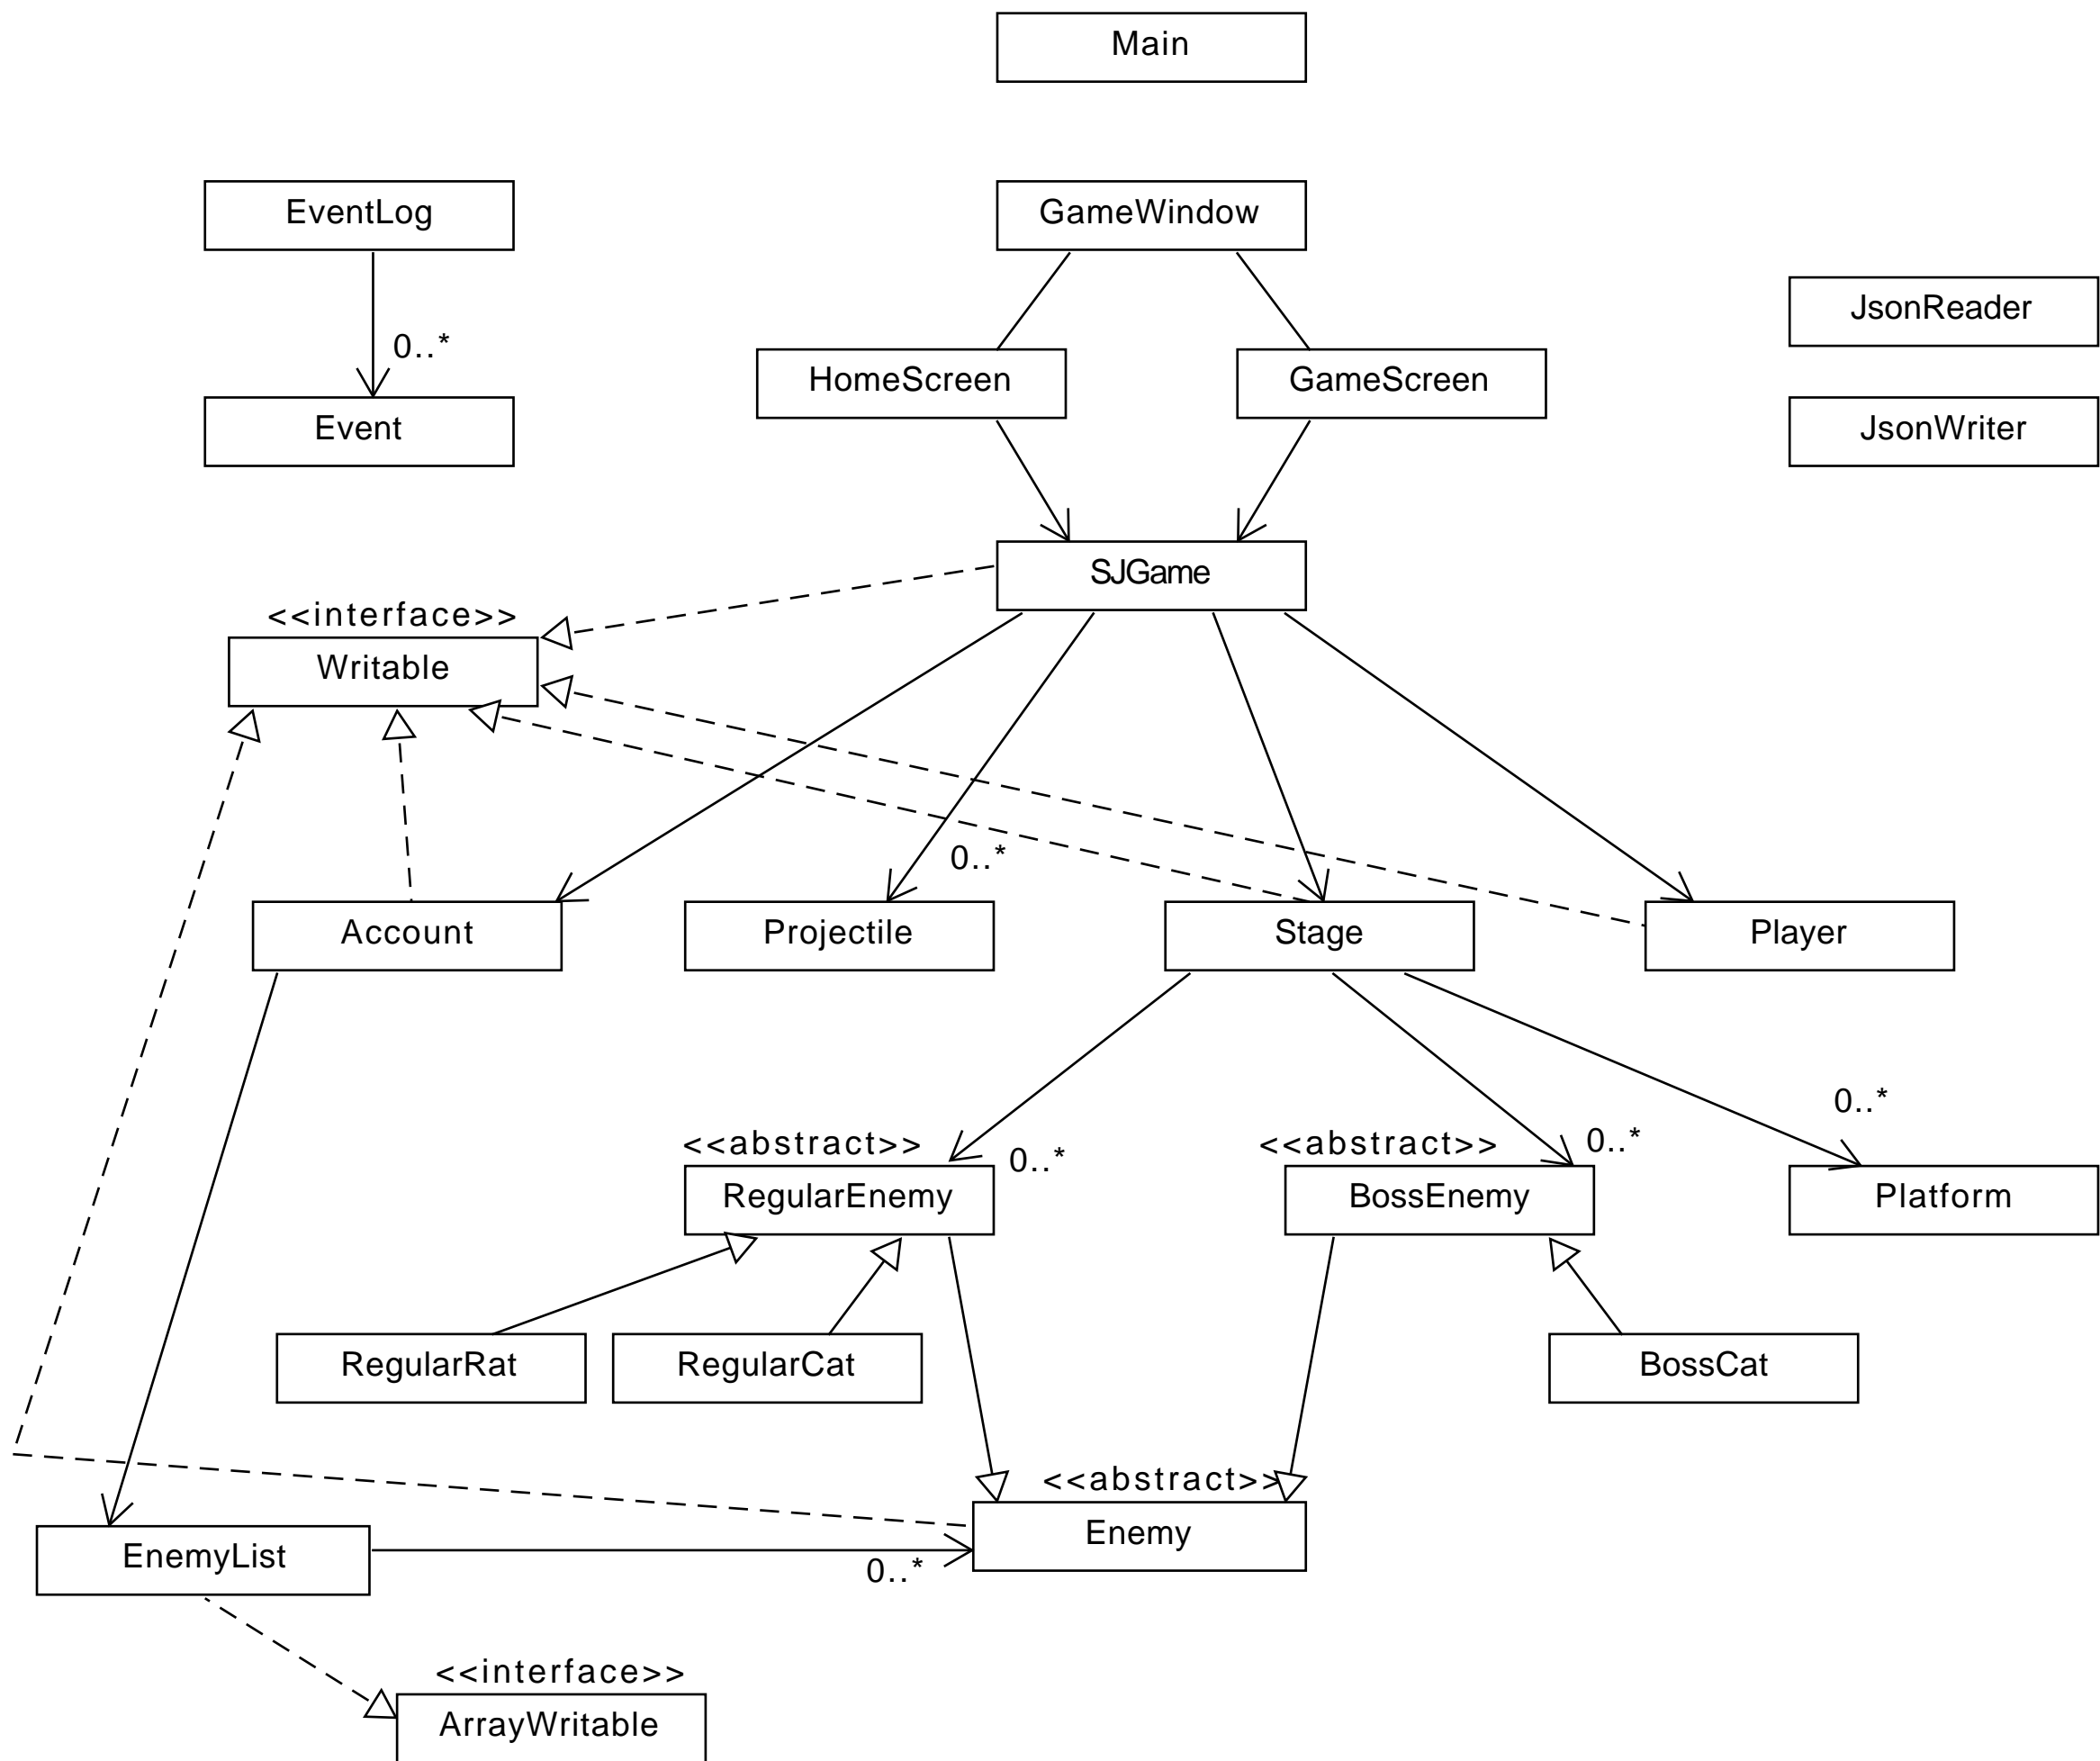 Main
EventLog
GameWindow
JsonReader
0..*
HomeScreen
GameScreen
Event
JsonWriter
SJGame
<<interface>>
Writable
0..*
Account
Projectile
Stage
Player
0..*
<<abstract>>
0..*
<<abstract>>
0..*
RegularEnemy
BossEnemy
Platform
RegularRat
RegularCat
BossCat
<<abstract>>
Enemy
EnemyList
0..*
<<interface>>
ArrayWritable